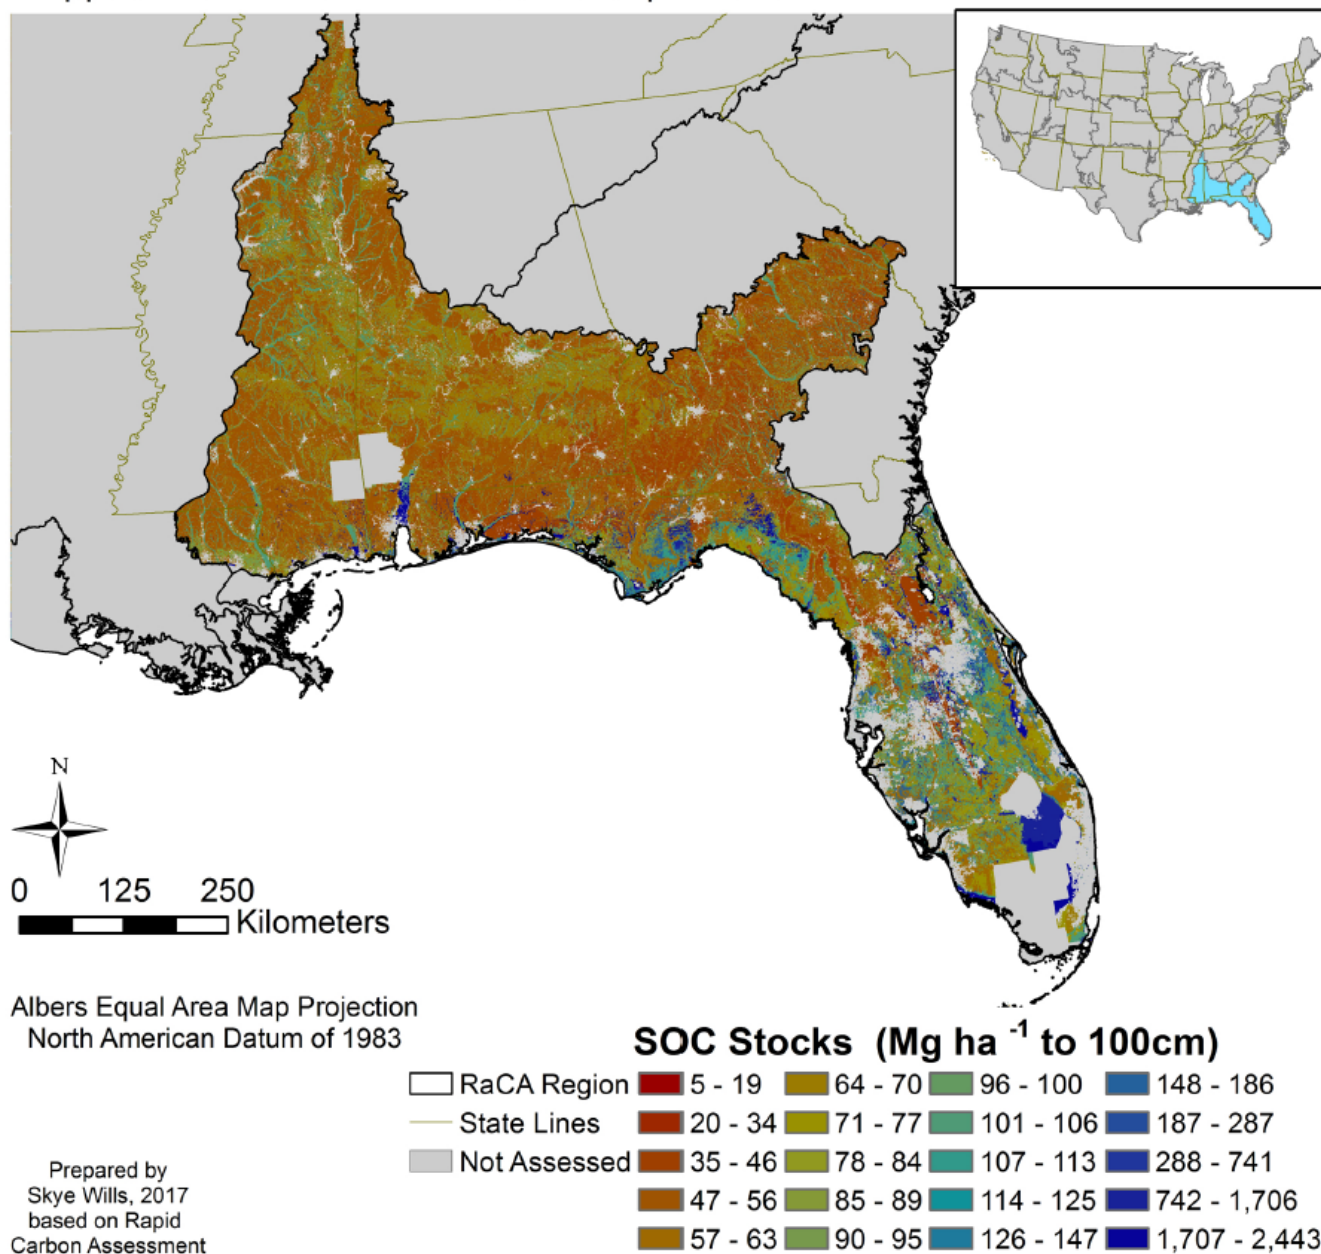 N
0 125 250
Kilometers
Albers Equal Area Map Projection
North American Datum of 1983
SOC Stocks (Mg ha -1 to 100cm)
RaCA Region
State Lines
Not Assessed
5 - 19
20 - 34
35 - 46
47 - 56
57 - 63
64 - 70
71 - 77
78 - 84
85 - 89
90 - 95
96 - 100
101 - 106
107 - 113
114 - 125
126 - 147
148 - 186
187 - 287
288 - 741
742 - 1,706
1,707 - 2,443
Prepared by
Skye Wills, 2017
based on Rapid
Carbon Assessment